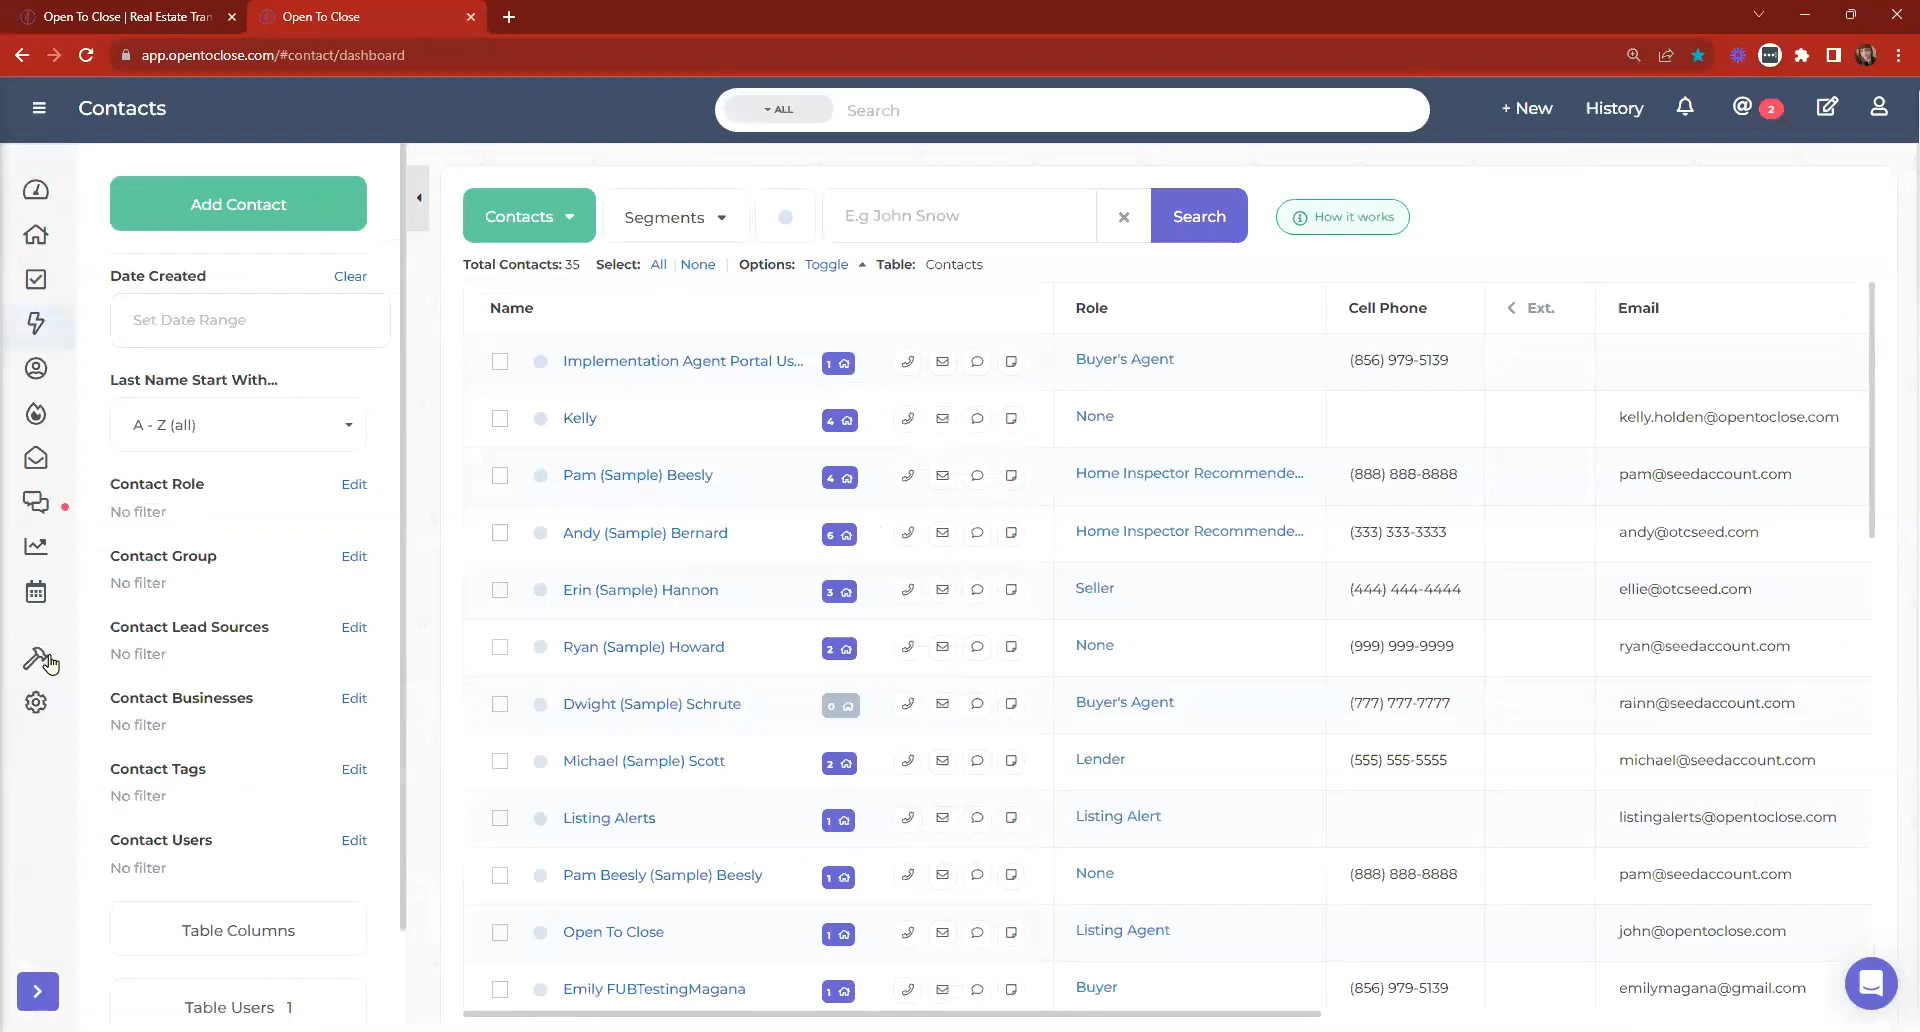 Open To Close | Real Estate Tran
Open To Close
app.opentoclose.com/#contact/dashboard
Contacts
ALL
Search
+ New
History
@ 2
Add Contact
Date Created
Clear
Set Date Range
Last Name Start With...
A - Z (all)
Contact Role
Edit
No filter
Contact Group
Edit
No filter
Contact Lead Sources
Edit
No filter
Contact Businesses
Edit
No filter
Contact Tags
Edit
No filter
Contact Users
Edit
No filter
Table Columns
Table Users 1
Contacts
Segments
E.g John Snow
Search
How it works
Total Contacts: 35 Select: All | None Options: Toggle Table: Contacts
Name Role Cell Phone Ext. Email
Implementation Agent Portal Us... 1 Buyer's Agent (856) 979-5139
Kelly 4 None kelly.holden@opentoclose.com
Pam (Sample) Beesly 4 Home Inspector Recommende... (888) 888-8888 pam@seedaccount.com
Andy (Sample) Bernard 6 Home Inspector Recommende... (333) 333-3333 andy@otcseed.com
Erin (Sample) Hannon 3 Seller (444) 444-4444 ellie@otcseed.com
Ryan (Sample) Howard 2 None (999) 999-9999 ryan@seedaccount.com
Dwight (Sample) Schrute 0 Buyer's Agent (777) 777-7777 rainn@seedaccount.com
Michael (Sample) Scott 2 Lender (555) 555-5555 michael@seedaccount.com
Listing Alerts 1 Listing Alert listingalerts@opentoclose.com
Pam Beesly (Sample) Beesly 1 None (888) 888-8888 pam@seedaccount.com
Open To Close 1 Listing Agent john@opentoclose.com
Emily FUBTestingMagana 1 Buyer (856) 979-5139 emilymagana@gmail.com